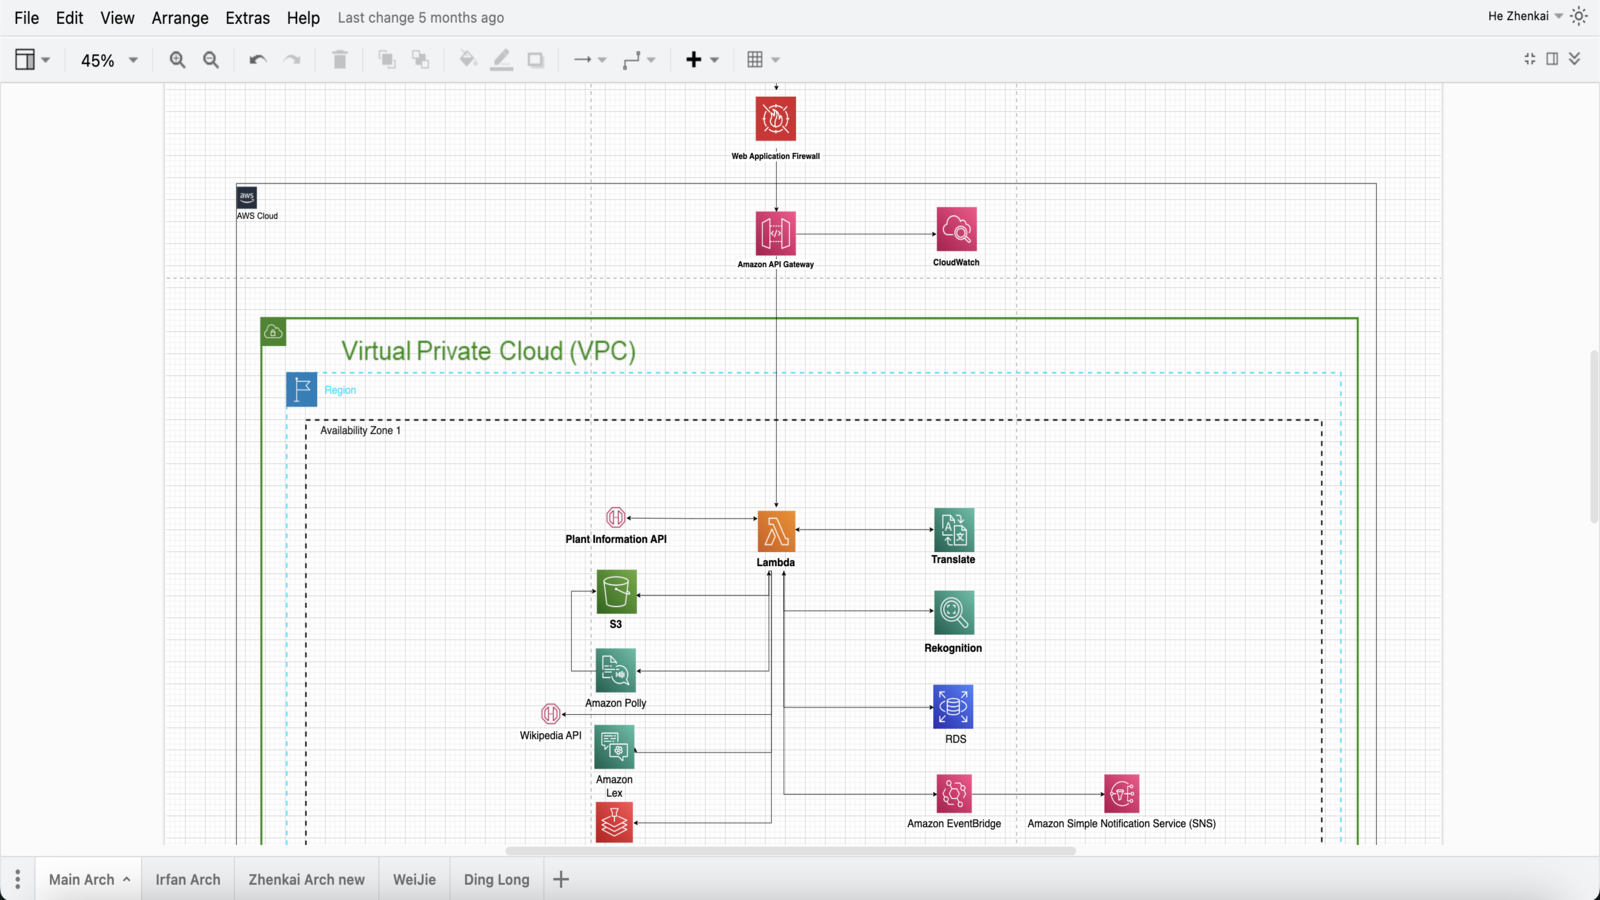 File Edit View Arrange Extras Help Last change 5 months ago He Zhenkai
45%
Web Application Firewall
aws
AWS Cloud
Amazon API Gateway
CloudWatch
Virtual Private Cloud (VPC)
Region
Availability Zone 1
Plant Information API
Lambda
Translate
S3
Rekognition
Amazon Polly
Wikipedia API
RDS
Amazon
Lex
Amazon EventBridge
Amazon Simple Notification Service (SNS)
Main Arch Irfan Arch Zhenkai Arch new WeiJie Ding Long